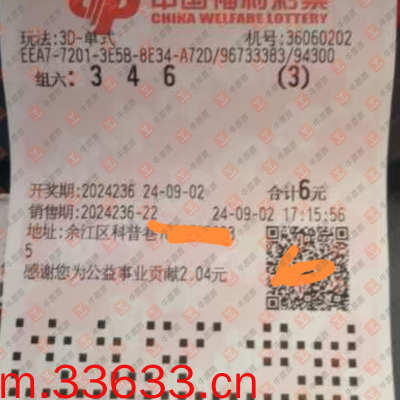 中国福利彩票
CHINA WELFARE LOTTERY
玩法:3D-单式 机号:36060202
EEA7-7201-3E5B-8E34-A72D/96733383/94300
组六: 3 4 6 (3)
开奖期:2024236 24-09-02 合计6元
销售期:2024236-22 24-09-02 17:15:56
地址:余江区科普巷
5
感谢您为公益事业贡献2.04元
m.33633.cn